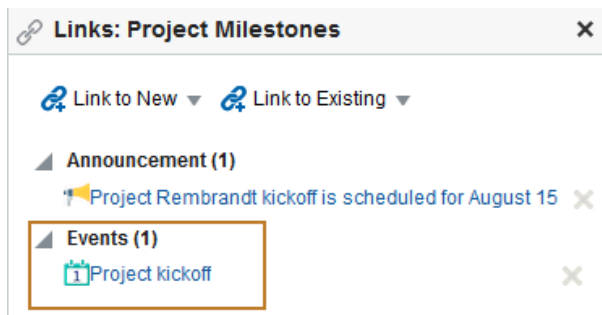 Links: Project Milestones
Link to New Link to Existing
Announcement (1)
Project Rembrandt kickoff is scheduled for August 15
Events (1)
1 Project kickoff